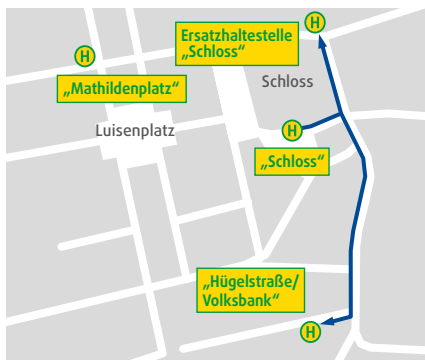 H
Ersatzhaltestelle
„Schloss“
H
„Mathildenplatz“
Schloss
Luisenplatz
H
„Schloss“
„Hügelstraße/
Volksbank“
H